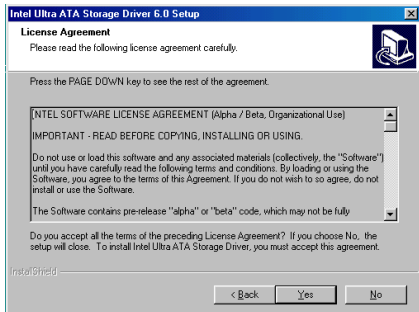 Intel Ultra ATA Storage Driver 6.0 Setup
License Agreement
Please read the following license agreement carefully.
Press the PAGE DOWN key to see the rest of the agreement.
INTEL SOFTWARE LICENSE AGREEMENT (Alpha / Beta, Organizational Use)
IMPORTANT - READ BEFORE COPYING, INSTALLING OR USING.
Do not use or load this software and any associated materials (collectively, the "Software")
until you have carefully read the following terms and conditions. By loading or using the
Software, you agree to the terms of this Agreement. If you do not wish to so agree, do not
install or use the Software.
The Software contains pre-release "alpha" or "beta" code, which may not be fully
Do you accept all the terms of the preceding License Agreement? If you choose No, the
setup will close. To install Intel Ultra ATA Storage Driver, you must accept this agreement.
InstallShield
< Back
Yes
No